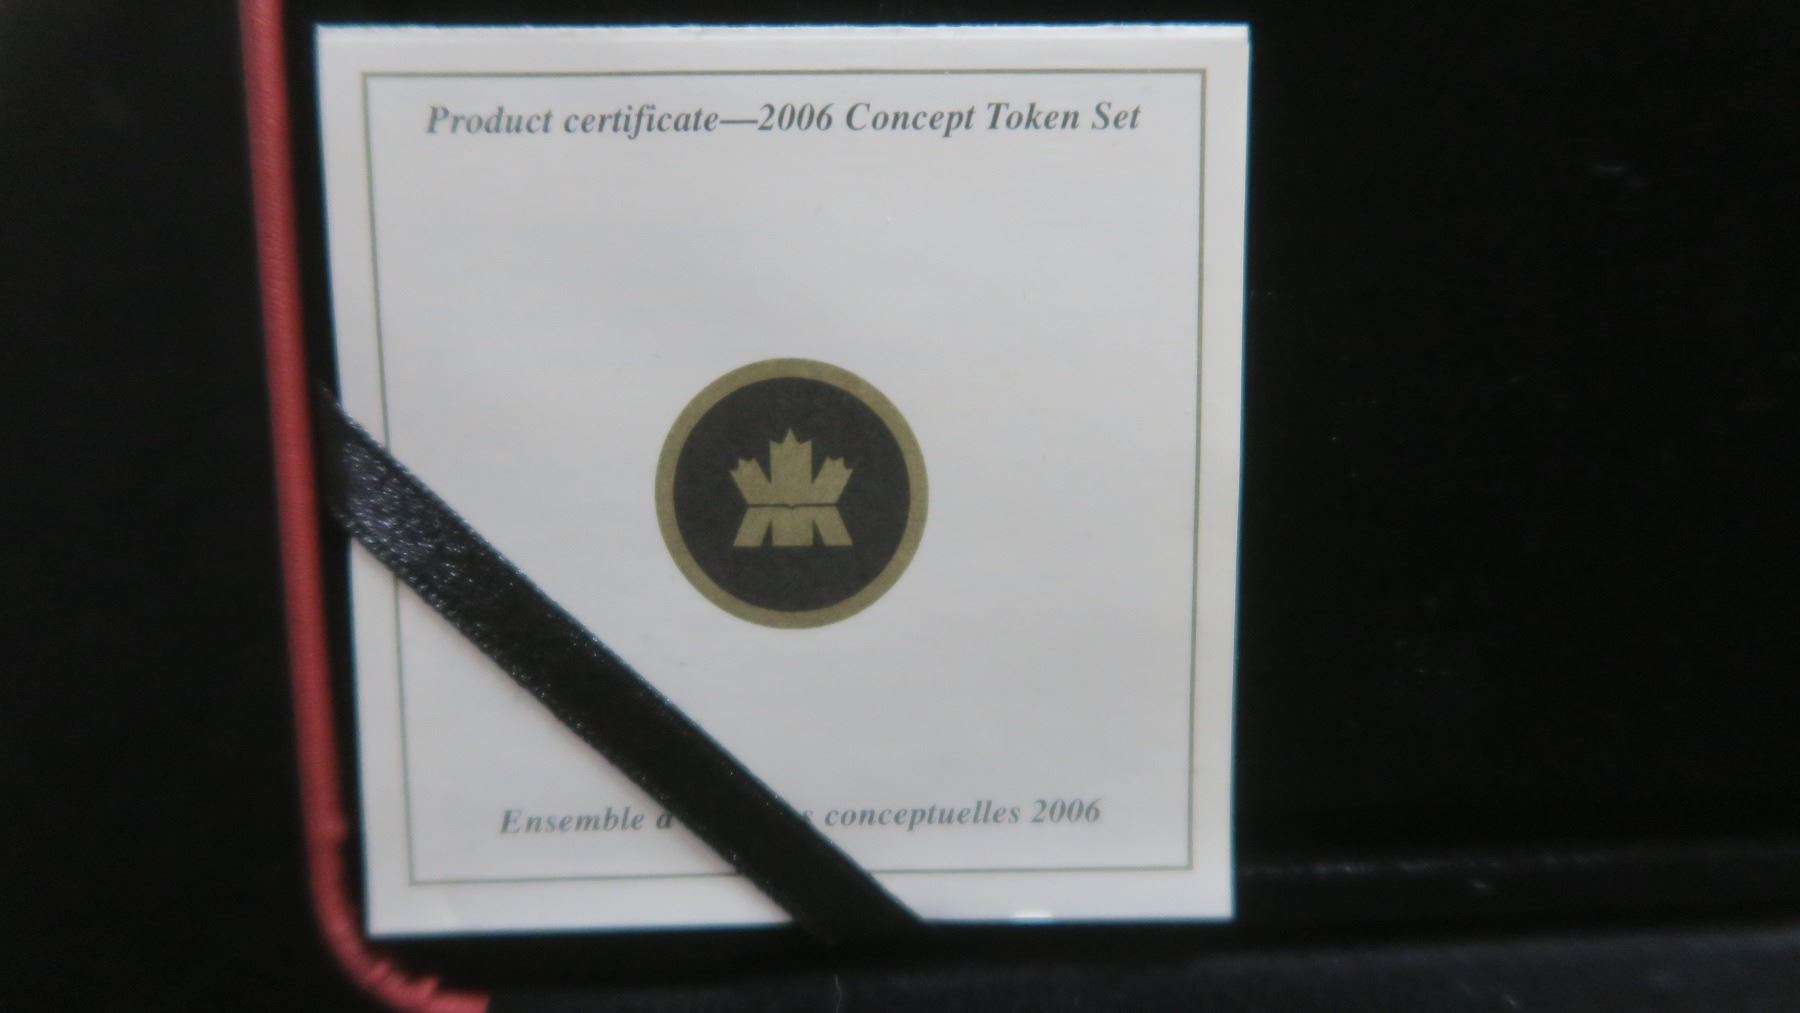 Product certificate—2006 Concept Token Set
Ensemble conceptuelles 2006